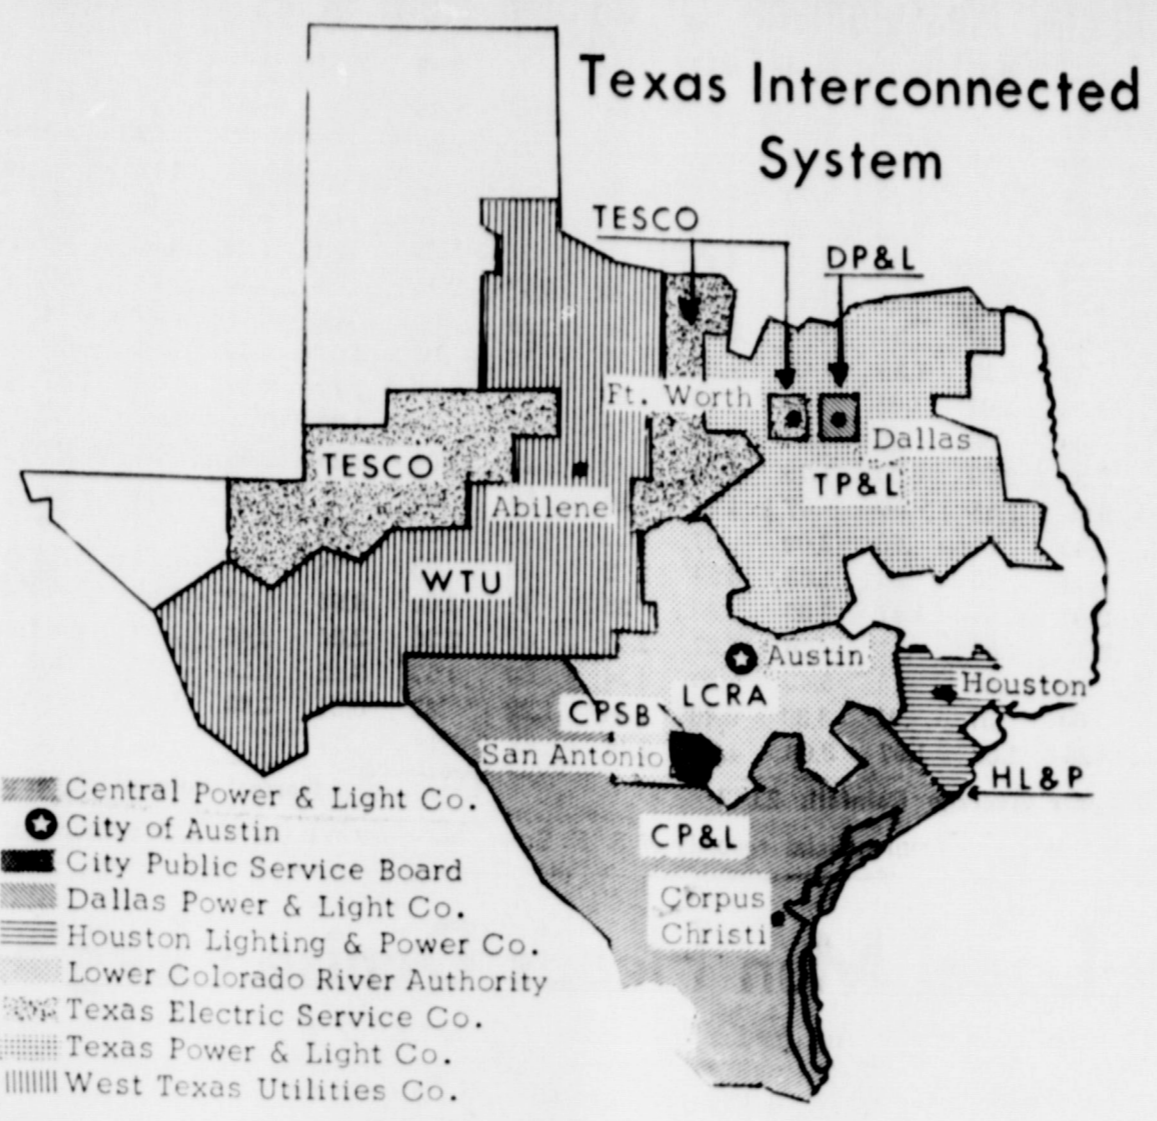 Texas Interconnected
System
TESCO
DP&L
Ft. Worth
Dallas
TESCO
TP&L
Abilene
WTU
Austin
LCRA
Houston
CPSB
San Antonio
HL&P
CP&L
Corpus
Christi
Central Power & Light Co.
City of Austin
City Public Service Board
Dallas Power & Light Co.
Houston Lighting & Power Co.
Lower Colorado River Authority
Texas Electric Service Co.
Texas Power & Light Co.
West Texas Utilities Co.